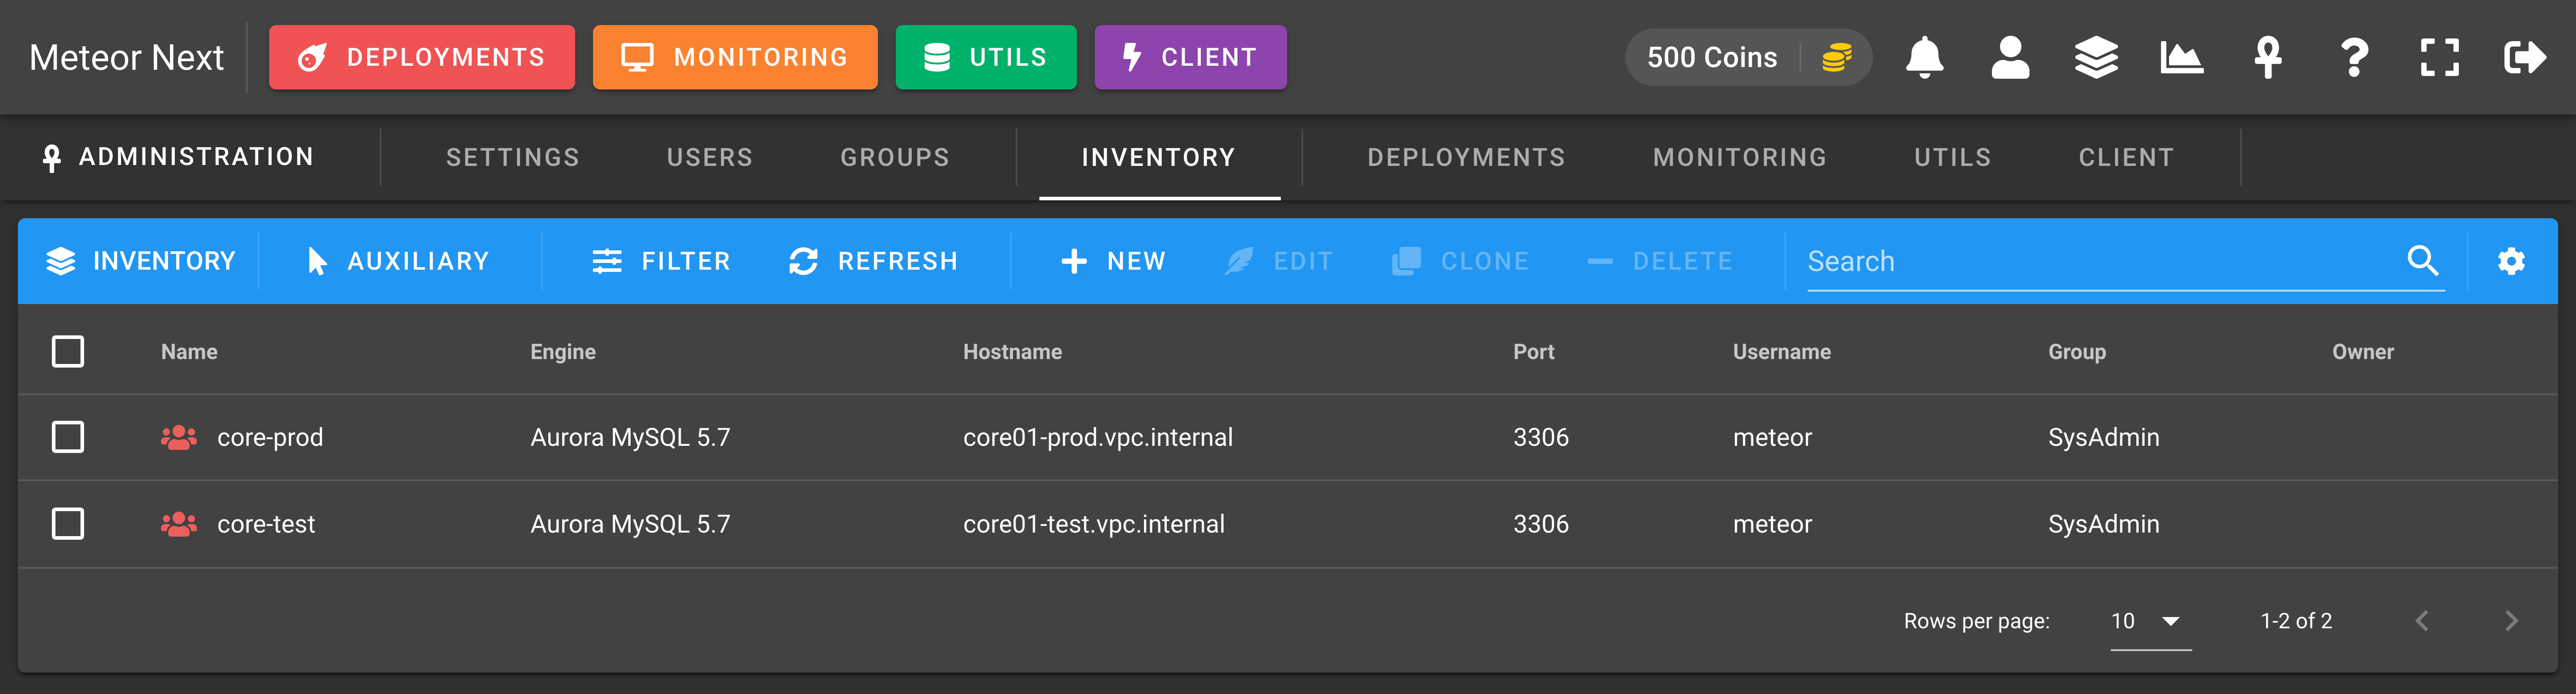 Meteor Next DEPLOYMENTS MONITORING UTILS CLIENT 500 Coins
ADMINISTRATION SETTINGS USERS GROUPS INVENTORY DEPLOYMENTS MONITORING UTILS CLIENT
INVENTORY AUXILIARY FILTER REFRESH NEW EDIT CLONE DELETE Search
Name Engine Hostname Port Username Group Owner
core-prod Aurora MySQL 5.7 core01-prod.vpc.internal 3306 meteor SysAdmin
core-test Aurora MySQL 5.7 core01-test.vpc.internal 3306 meteor SysAdmin
Rows per page: 10 1-2 of 2